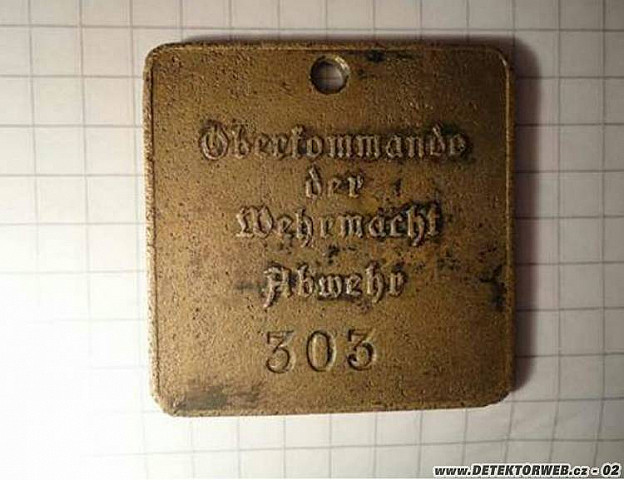 Oberkommando
der
Wehrmacht
Abwehr
303
www.DETEKTORWEB.cz - 02